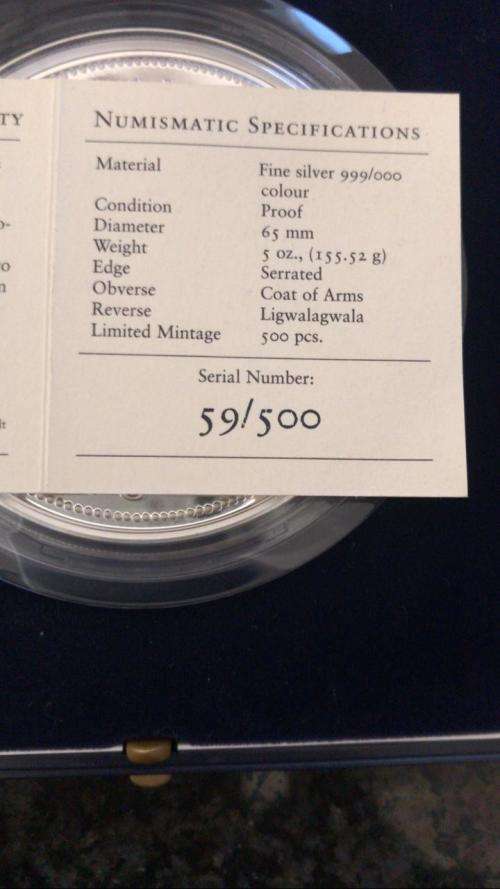 TY
NUMISMATIC SPECIFICATIONS
Material Fine silver 999/000
colour
Condition Proof
Diameter 65 mm
Weight 5 oz., (155.52 g)
Edge Serrated
Obverse Coat of Arms
Reverse Ligwalagwala
Limited Mintage 500 pcs.
Serial Number:
59/500